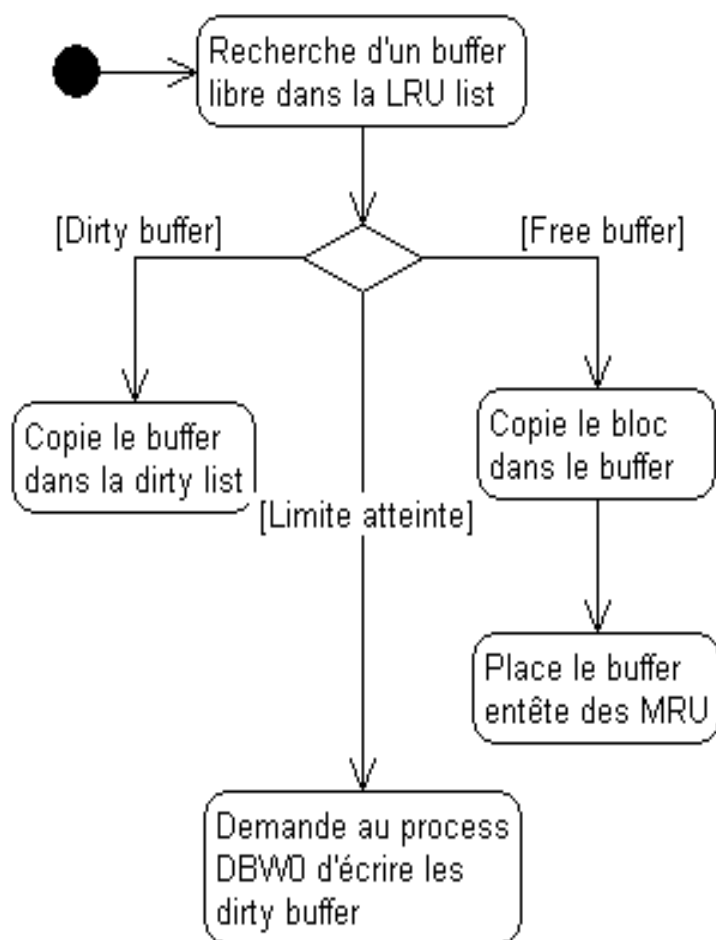 Recherche d'un buffer
libre dans la LRU list
[Dirty buffer]
[Free buffer]
Copie le buffer
dans la dirty list
Copie le bloc
dans le buffer
[Limite atteinte]
Place le buffer
entête des MRU
Demande au process
DBW0 d'écrire les
dirty buffer